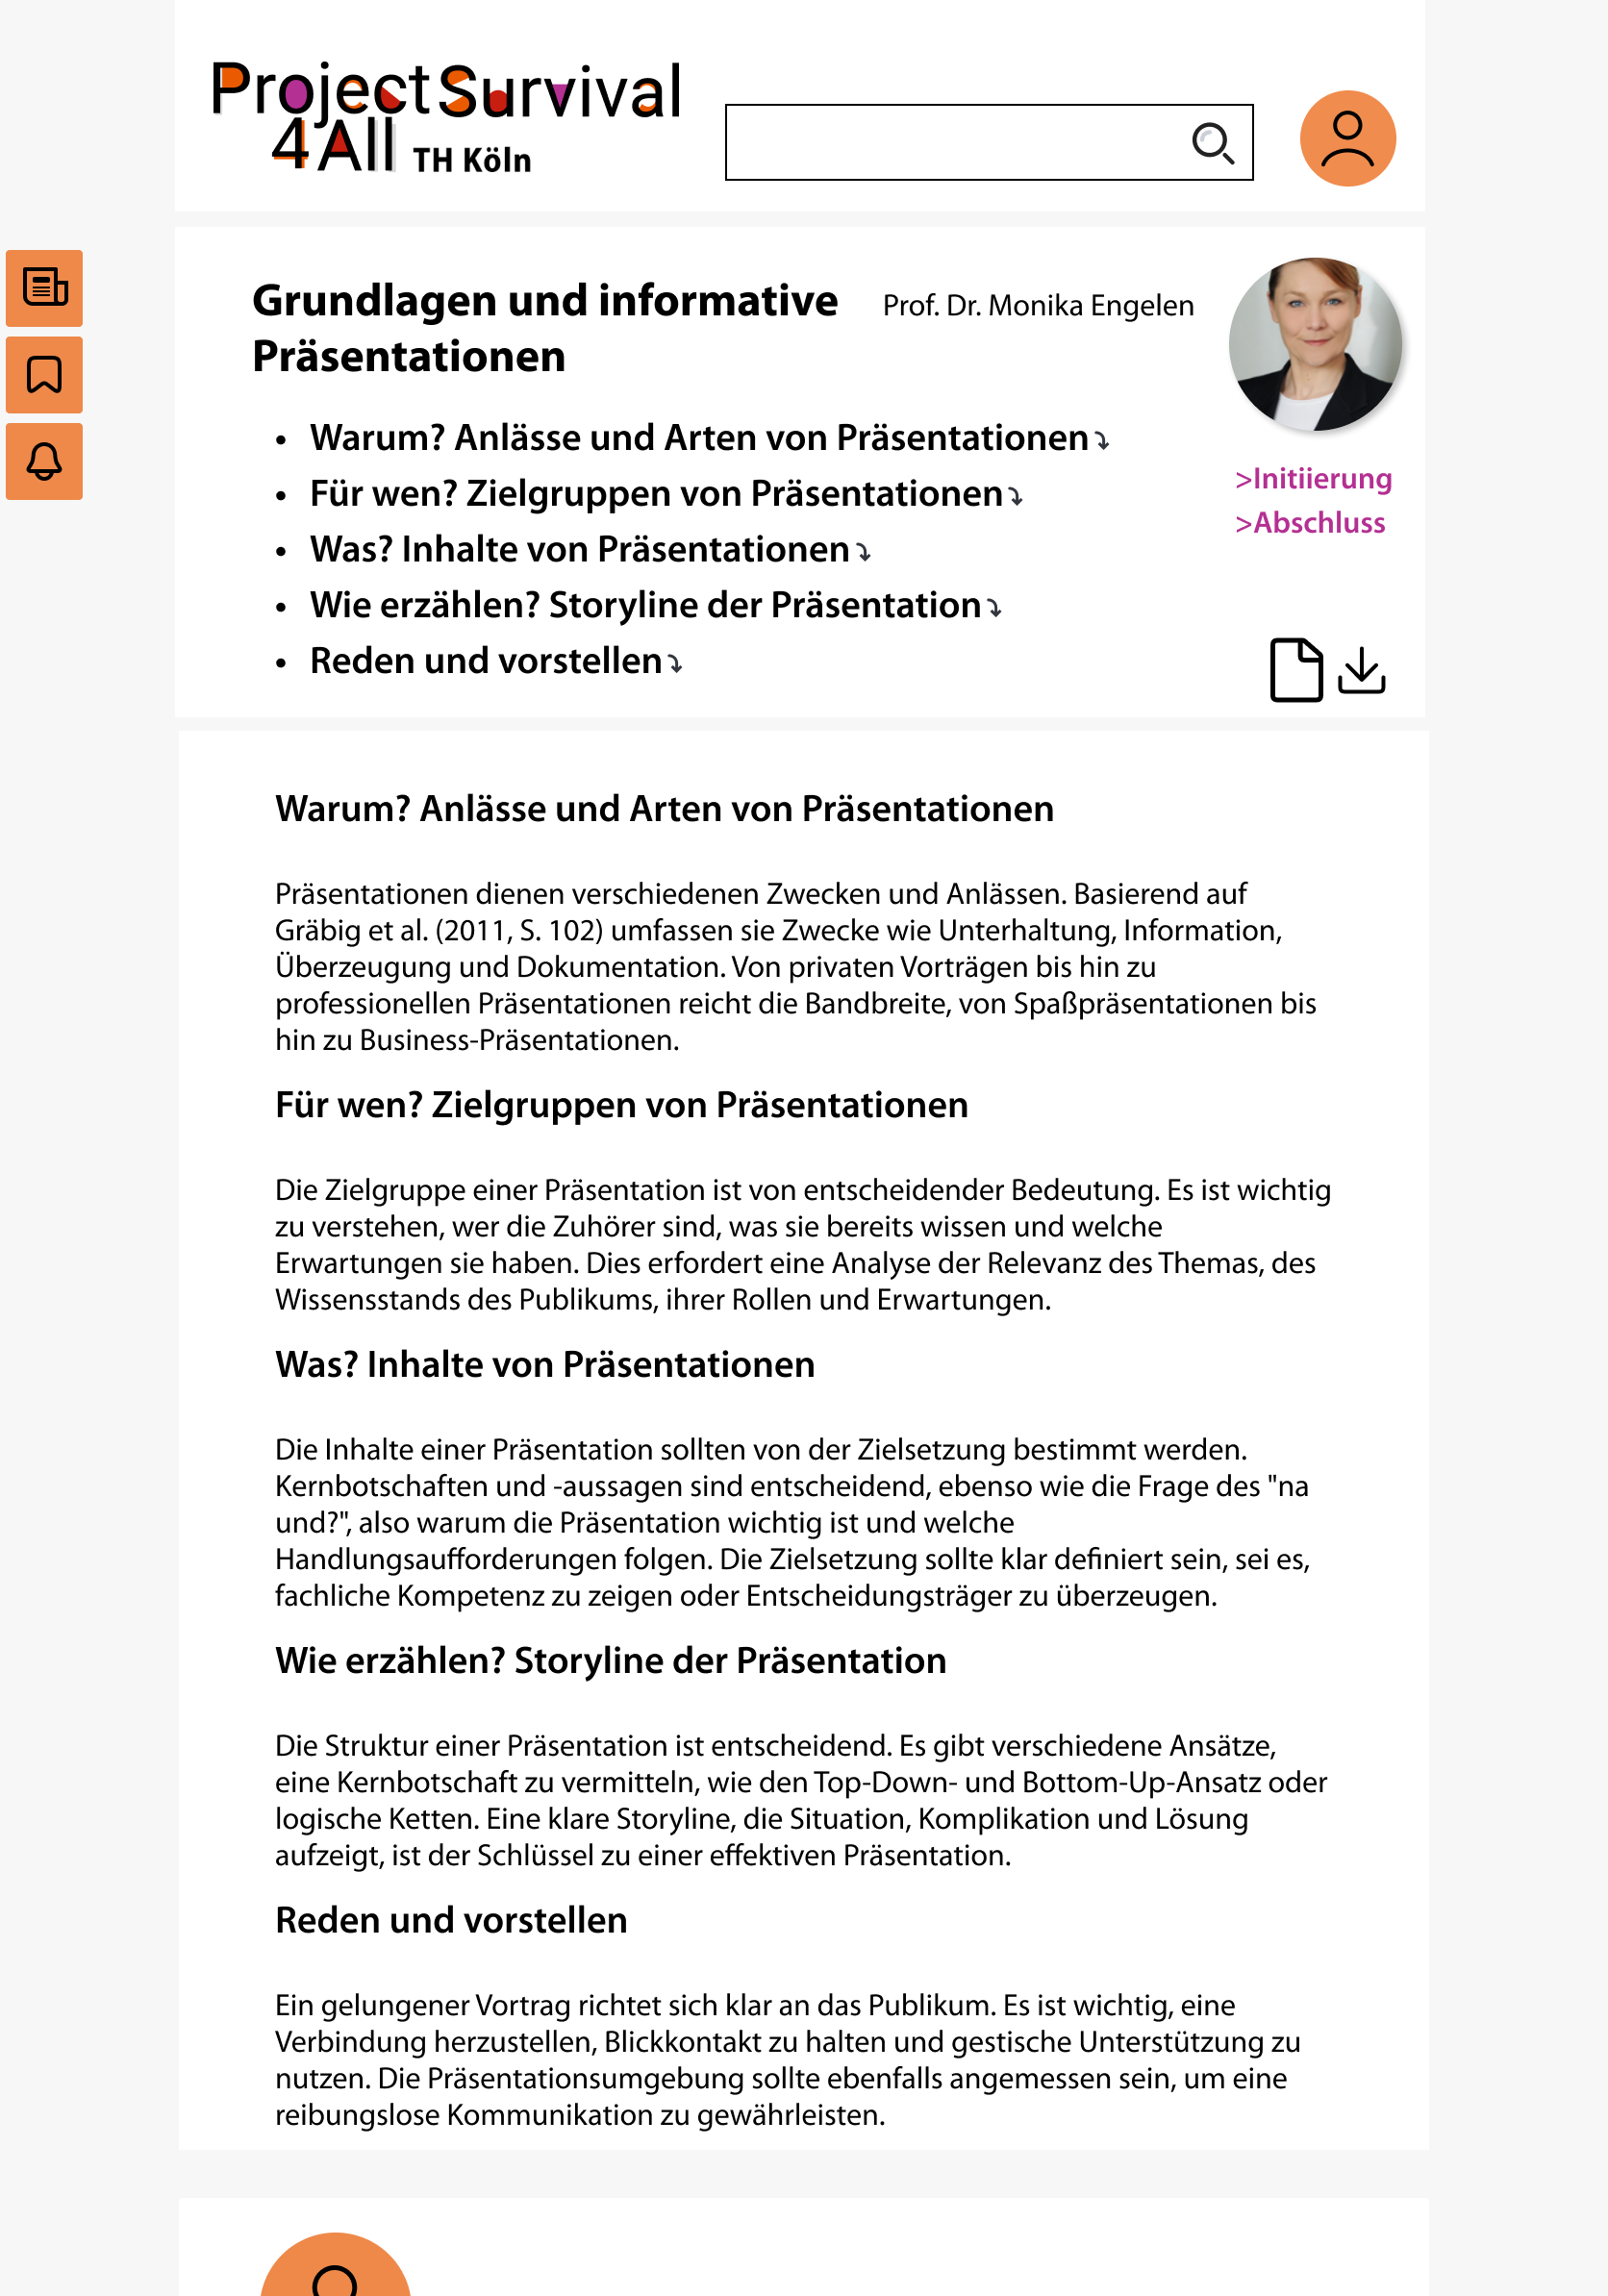 Project Survival
4 All TH Köln
Grundlagen und informative
Präsentationen
Prof. Dr. Monika Engelen
• Warum? Anlässe und Arten von Präsentationen
• Für wen? Zielgruppen von Präsentationen
• Was? Inhalte von Präsentationen
• Wie erzählen? Storyline der Präsentation
• Reden und vorstellen
>Initiierung
>Abschluss
Warum? Anlässe und Arten von Präsentationen
Präsentationen dienen verschiedenen Zwecken und Anlässen. Basierend auf
Gräbig et al. (2011, S. 102) umfassen sie Zwecke wie Unterhaltung, Information,
Überzeugung und Dokumentation. Von privaten Vorträgen bis hin zu
professionellen Präsentationen reicht die Bandbreite, von Spaßpräsentationen bis
hin zu Business-Präsentationen.
Für wen? Zielgruppen von Präsentationen
Die Zielgruppe einer Präsentation ist von entscheidender Bedeutung. Es ist wichtig
zu verstehen, wer die Zuhörer sind, was sie bereits wissen und welche
Erwartungen sie haben. Dies erfordert eine Analyse der Relevanz des Themas, des
Wissensstands des Publikums, ihrer Rollen und Erwartungen.
Was? Inhalte von Präsentationen
Die Inhalte einer Präsentation sollten von der Zielsetzung bestimmt werden.
Kernbotschaften und -aussagen sind entscheidend, ebenso wie die Frage des "na
und?", also warum die Präsentation wichtig ist und welche
Handlungsaufforderungen folgen. Die Zielsetzung sollte klar definiert sein, sei es,
fachliche Kompetenz zu zeigen oder Entscheidungsträger zu überzeugen.
Wie erzählen? Storyline der Präsentation
Die Struktur einer Präsentation ist entscheidend. Es gibt verschiedene Ansätze,
eine Kernbotschaft zu vermitteln, wie den Top-Down- und Bottom-Up-Ansatz oder
logische Ketten. Eine klare Storyline, die Situation, Komplikation und Lösung
aufzeigt, ist der Schlüssel zu einer effektiven Präsentation.
Reden und vorstellen
Ein gelungener Vortrag richtet sich klar an das Publikum. Es ist wichtig, eine
Verbindung herzustellen, Blickkontakt zu halten und gestische Unterstützung zu
nutzen. Die Präsentationsumgebung sollte ebenfalls angemessen sein, um eine
reibungslose Kommunikation zu gewährleisten.